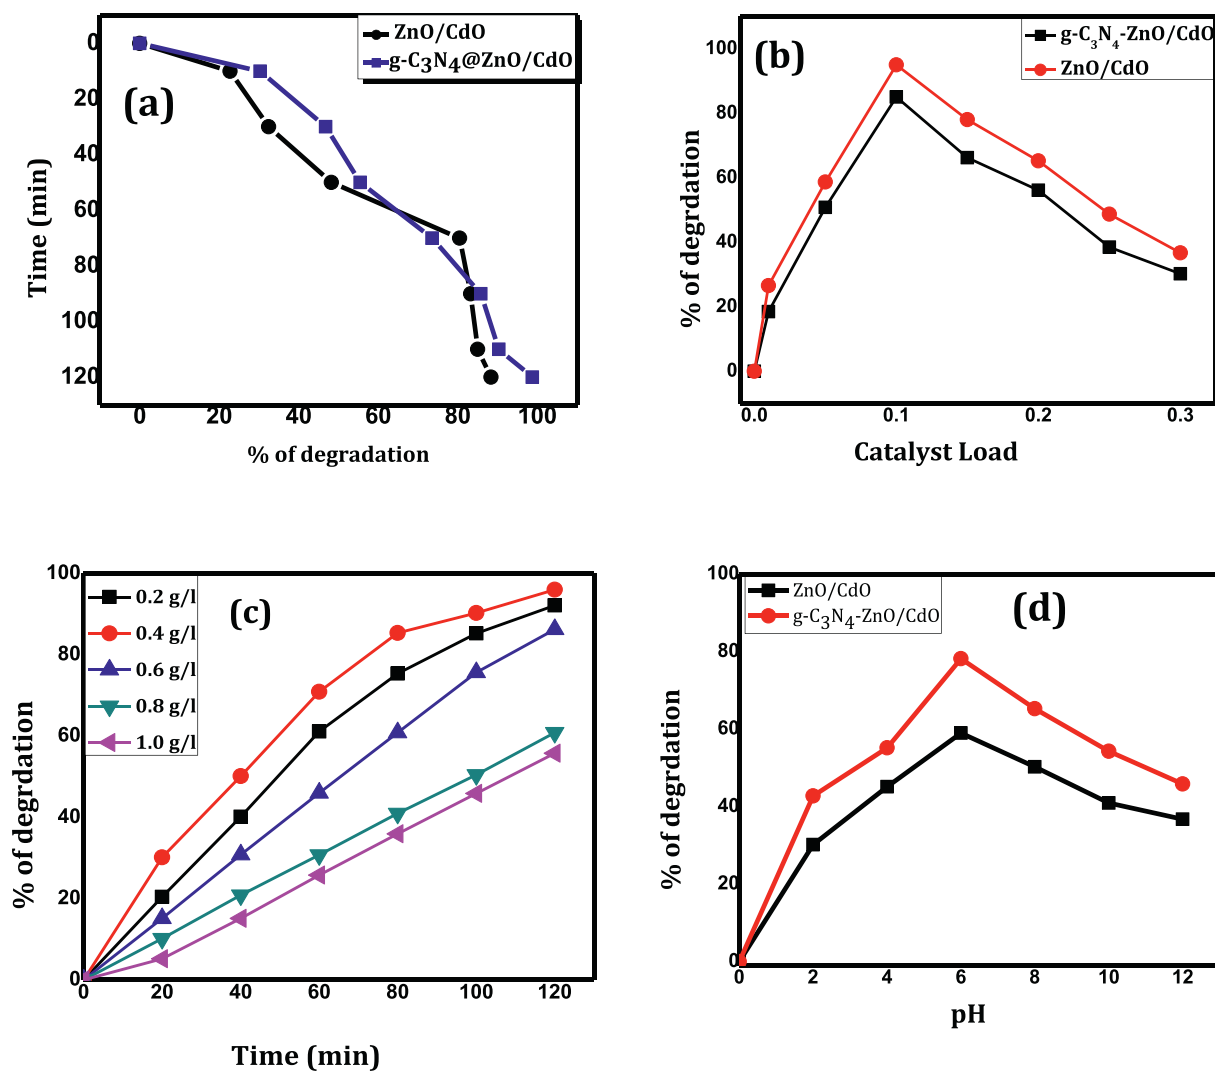 ZnO/CdO
g-C3N4@ZnO/CdO
(a)
0
20
40
60
80
100
120
Time (min)
0 20 40 60 80 100
% of degradation
g-C3N4-ZnO/CdO
ZnO/CdO
(b)
100
80
60
40
20
0
% of degrdation
0.0 0.1 0.2 0.3
Catalyst Load
0.2 g/l
0.4 g/l
0.6 g/l
0.8 g/l
1.0 g/l
(c)
100
80
60
40
20
0
% of degrdation
0 20 40 60 80 100 120
Time (min)
ZnO/CdO
g-C3N4-ZnO/CdO
(d)
100
80
60
40
20
0
% of degrdation
0 2 4 6 8 10 12
pH